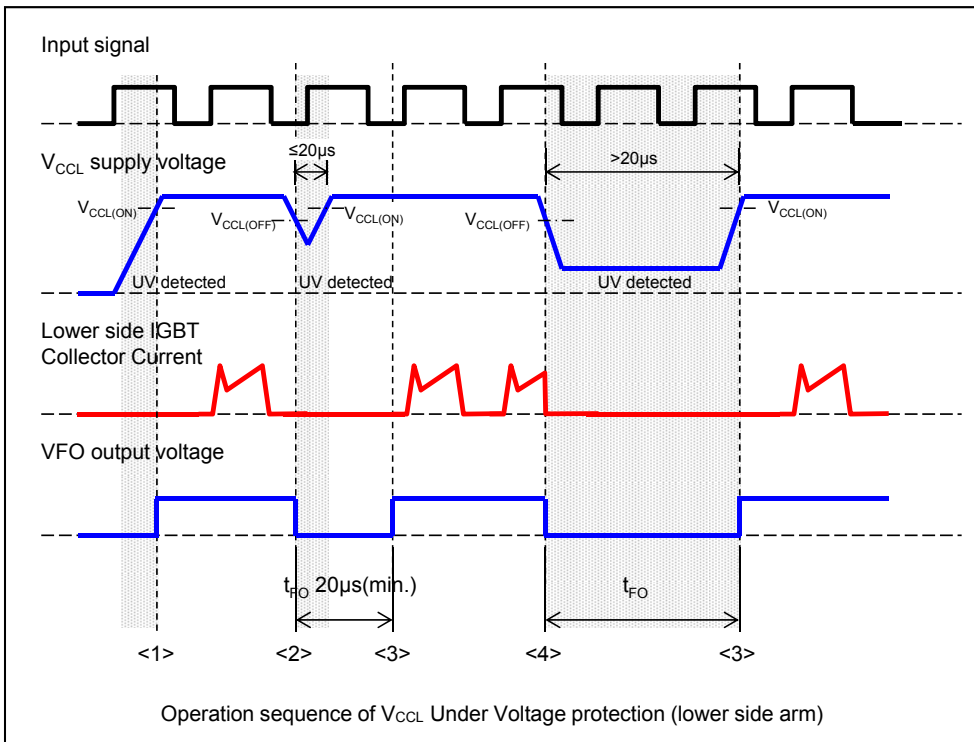 Input signal
≤20µs
>20µs
VCCL supply voltage
VCCL(ON)
VCCL(OFF)
VCCL(ON)
VCCL(OFF)
VCCL(ON)
UV detected
UV detected
UV detected
Lower side IGBT
Collector Current
VFO output voltage
tFO 20µs(min.)
tFO
<1>
<2>
<3>
<4>
<3>
Operation sequence of VCCL Under Voltage protection (lower side arm)